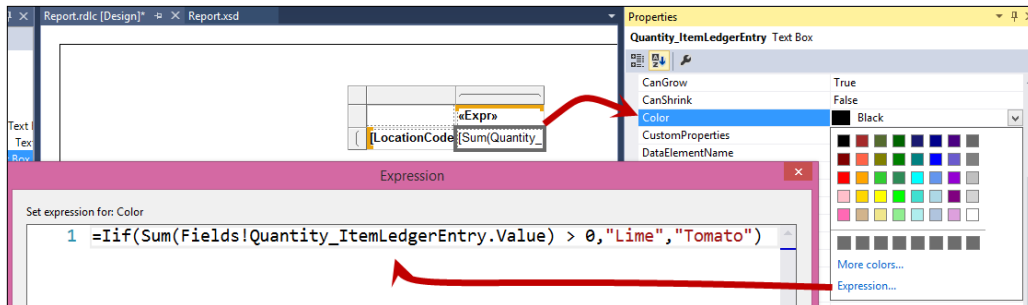 Report.rdlc [Design]* Report.xsd
Properties
Quantity_ItemLedgerEntry Text Box
CanGrow True
CanShrink False
Color Black
CustomProperties
DataElementName
«Expr»
[LocationCode [Sum(Quantity_
Text
Tex
Box
Expression
Set expression for: Color
1 =Iif(Sum(Fields!Quantity_ItemLedgerEntry.Value) > 0,"Lime","Tomato")
More colors...
Expression...